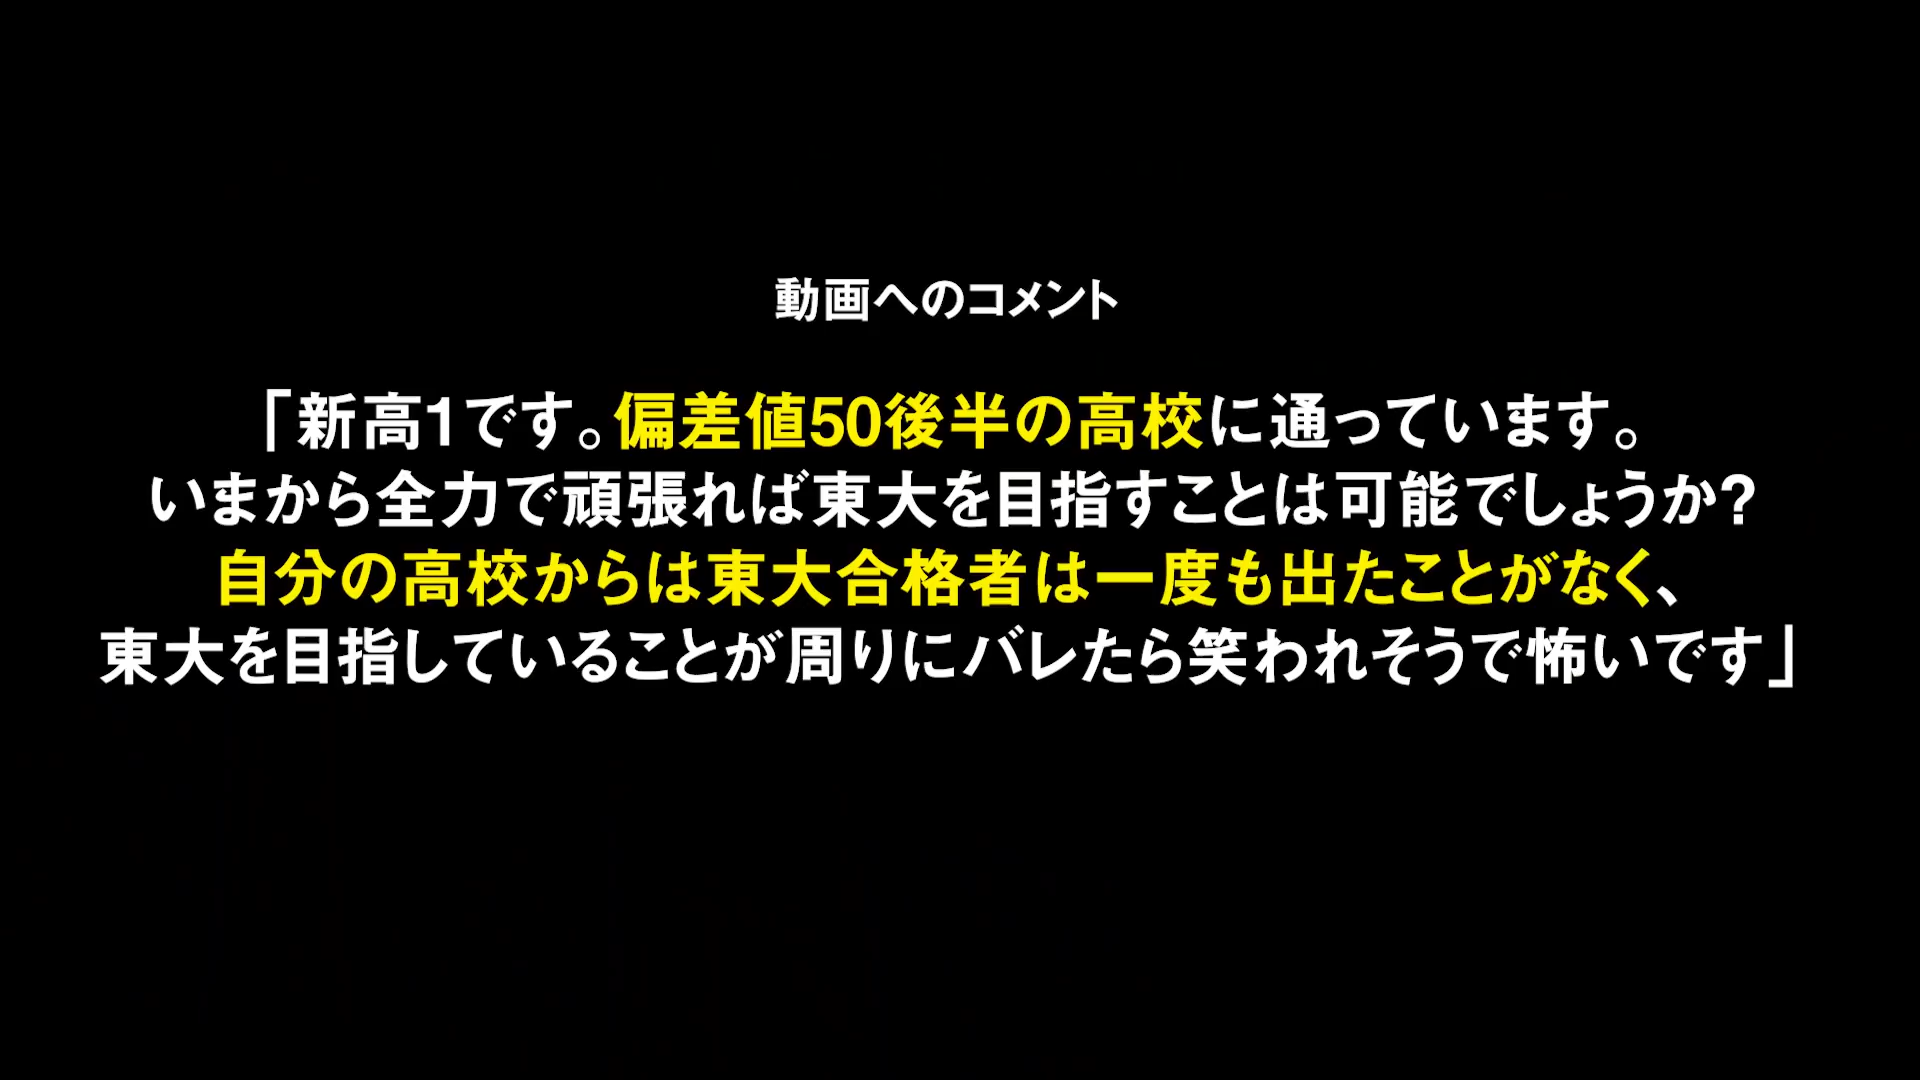 動画へのコメント
「新高1です。偏差値50後半の高校に通っています。
いまから全力で頑張れば東大を目指すことは可能でしょうか?
自分の高校からは東大合格者は一度も出たことがなく、
東大を目指していることが周りにバレたら笑われそうで怖いです」